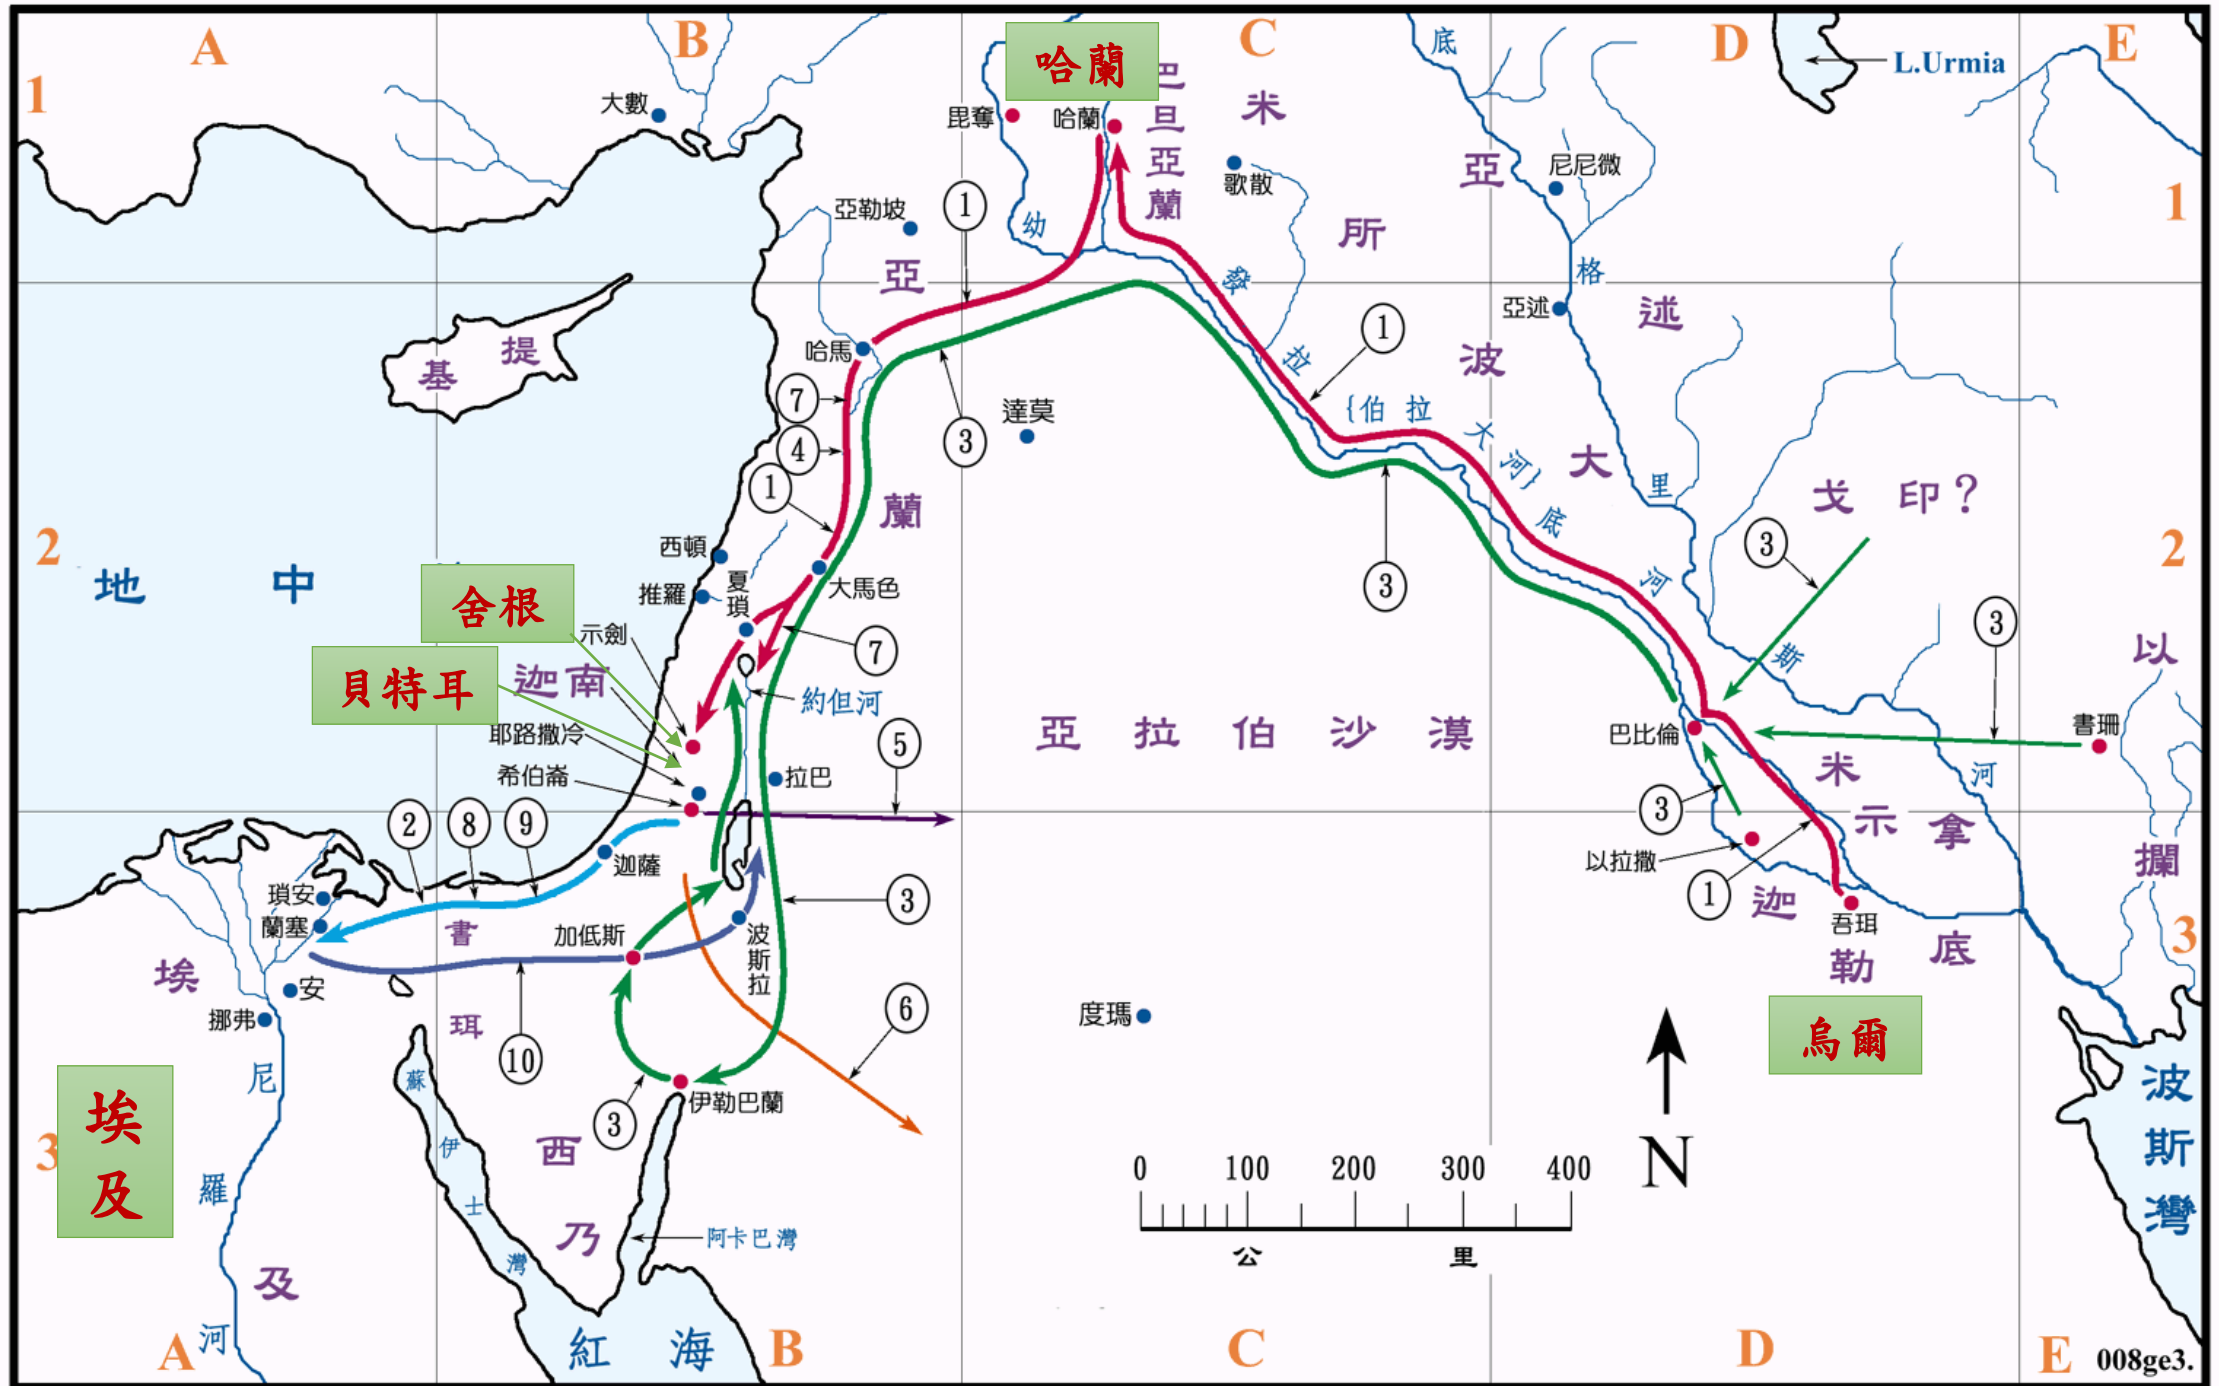 A
B
C
D
E
1
L.Urmia
哈蘭
巴旦亞蘭
米所波大米
大數
毘奪
哈蘭
歌散
尼尼微
底格里斯河
1
亞勒坡
①
幼發拉底河
亞蘭
亞述
亞述
基提
哈馬
①
{伯拉大河}
達莫
⑦
④
①
③
③
戈印?
③
2
地中
西頓
夏瑣
大馬色
推羅
舍根
示劍
⑦
③
2
以攔
迦南
貝特耳
約但河
耶路撒冷
希伯崙
拉巴
⑤
亞拉伯沙漠
巴比倫
書珊
示拿
河
②
⑧
⑨
迦薩
③
以拉撒
①
吾珥
迦勒底
瑣安
蘭塞
書珥
加低斯
波斯拉
③
3
埃及
安
挪弗
⑩
⑥
度瑪
烏爾
尼羅河
蘇伊士灣
伊勒巴蘭
③
埃及
3
西乃
阿卡巴灣
N
0 100 200 300 400
公里
波斯灣
紅海
A
B
C
D
E
008ge3.